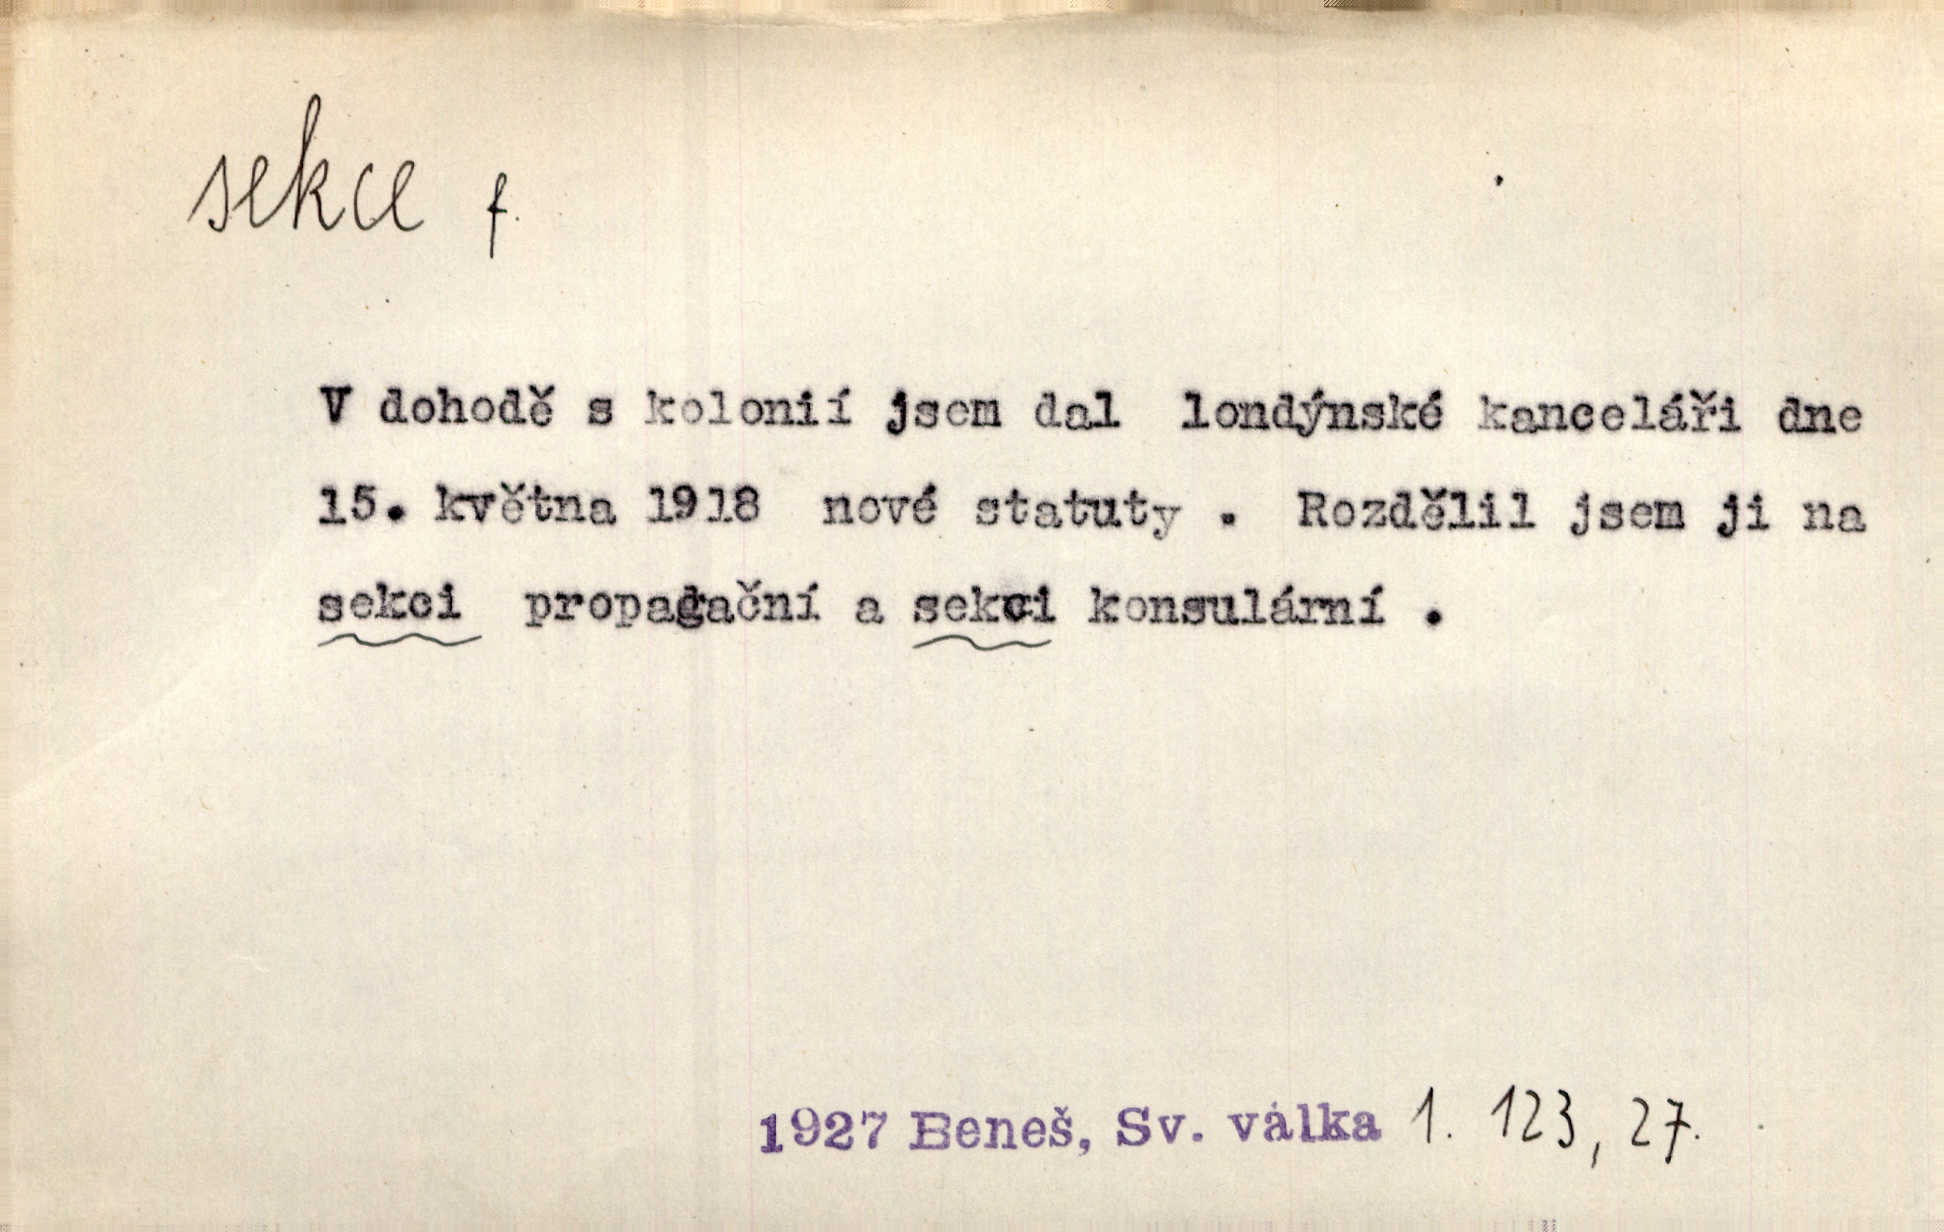 sekce f.
V dohodě s kolonií jsem dal londýnské kanceláři dne
15. května 1918 nové statuty . Rozdělil jsem ji na
sekci propagační a sekci konsulární .
1927 Beneš, Sv. válka 1. 123, 27.